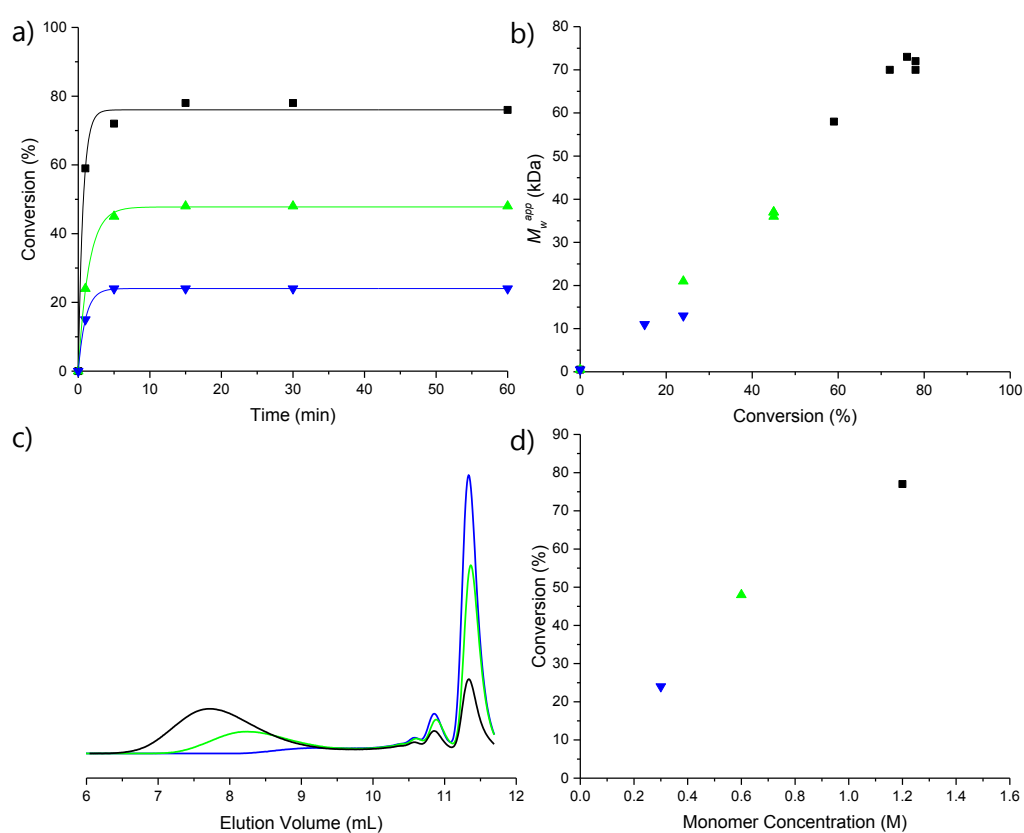 a)
100
80
60
40
20
0
Conversion (%)
0 10 20 30 40 50 60
Time (min)
b)
80
70
60
50
40
30
20
10
0
M_w^app (kDa)
0 20 40 60 80 100
Conversion (%)
c)
6 7 8 9 10 11 12
Elution Volume (mL)
d)
90
80
70
60
50
40
30
20
10
0
Conversion (%)
0.0 0.2 0.4 0.6 0.8 1.0 1.2 1.4 1.6
Monomer Concentration (M)